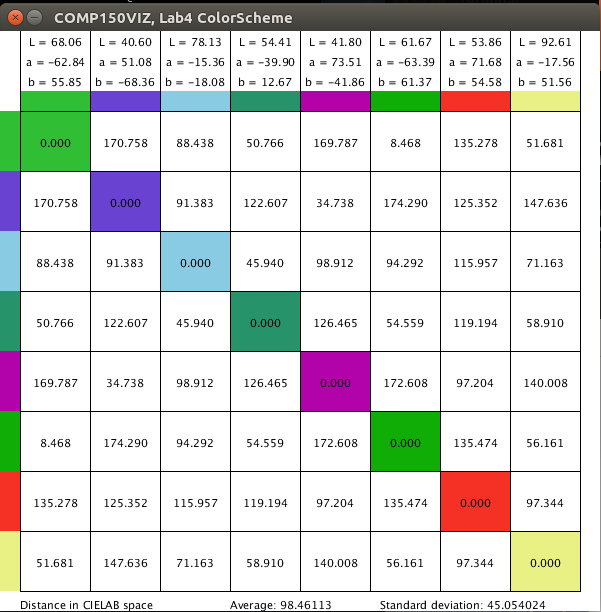 COMP150VIZ, Lab4 ColorScheme
L = 68.06 L = 40.60 L = 78.13 L = 54.41 L = 41.80 L = 61.67 L = 53.86 L = 92.61
a = -62.84 a = 51.08 a = -15.36 a = -39.90 a = 73.51 a = -63.39 a = 71.68 a = -17.56
b = 55.85 b = -68.36 b = -18.08 b = 12.67 b = -41.86 b = 61.37 b = 54.58 b = 51.56
0.000 170.758 88.438 50.766 169.787 8.468 135.278 51.681
170.758 0.000 91.383 122.607 34.738 174.290 125.352 147.636
88.438 91.383 0.000 45.940 98.912 94.292 115.957 71.163
50.766 122.607 45.940 0.000 126.465 54.559 119.194 58.910
169.787 34.738 98.912 126.465 0.000 172.608 97.204 140.008
8.468 174.290 94.292 54.559 172.608 0.000 135.474 56.161
135.278 125.352 115.957 119.194 97.204 135.474 0.000 97.344
51.681 147.636 71.163 58.910 140.008 56.161 97.344 0.000
Distance in CIELAB space Average: 98.46113 Standard deviation: 45.054024